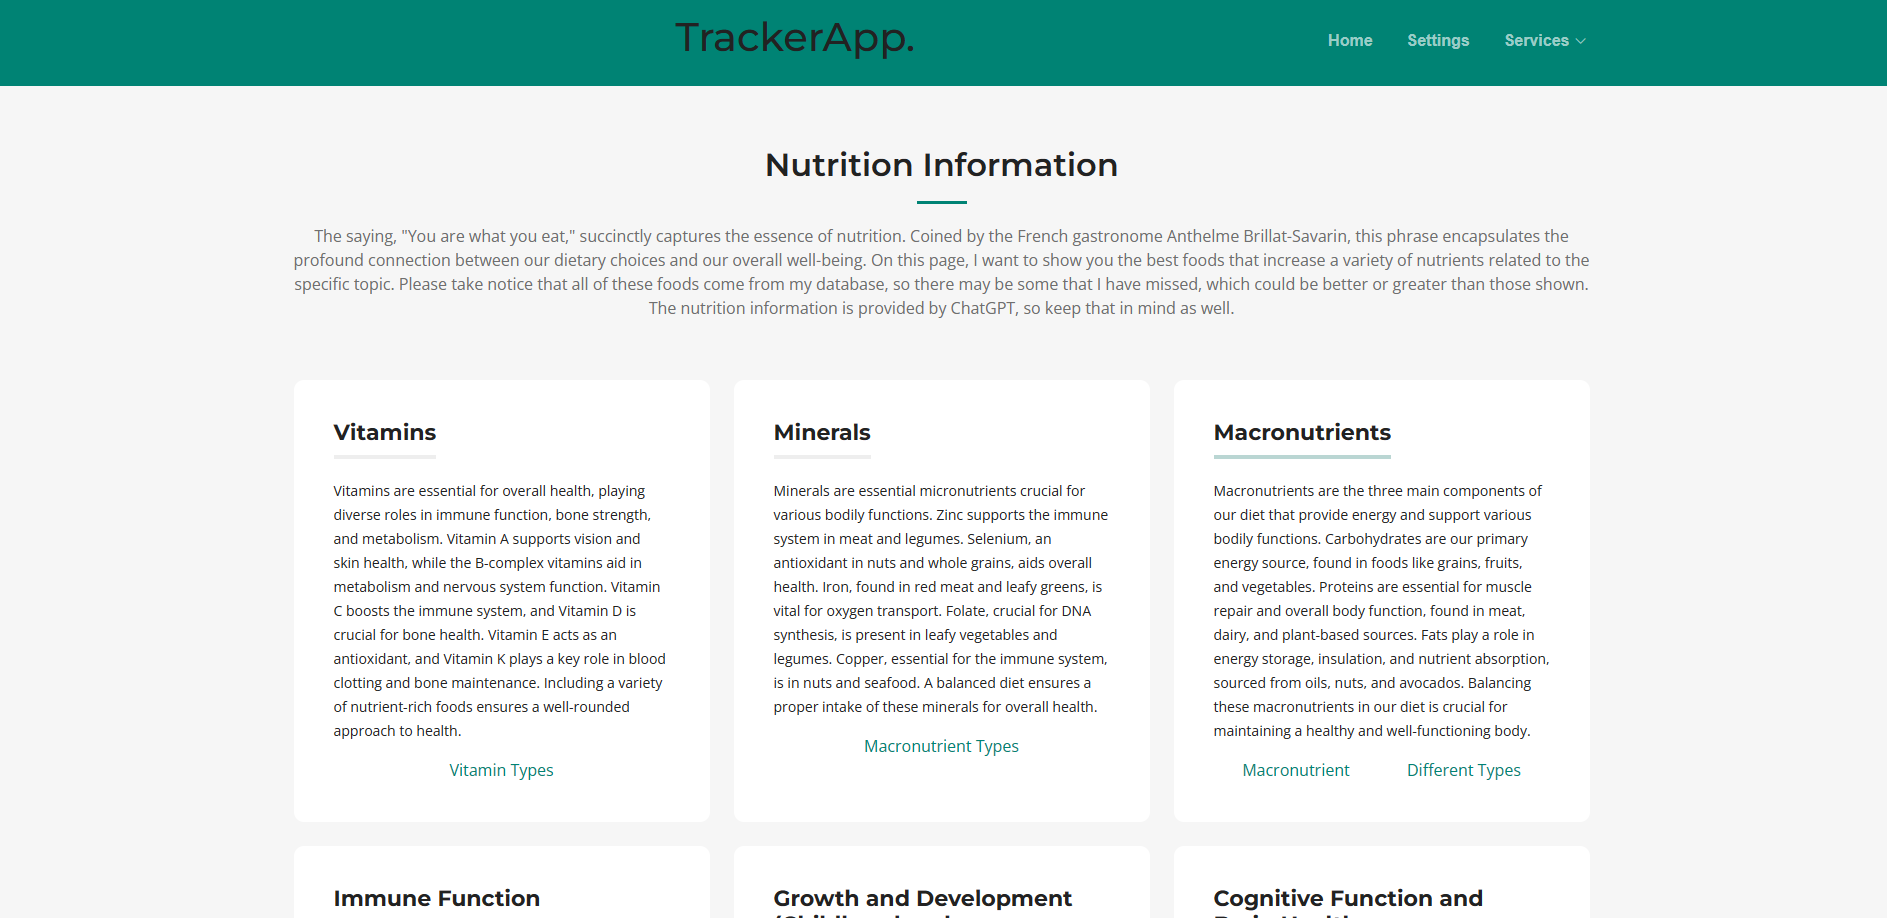 TrackerApp.
Home Settings Services
Nutrition Information
The saying, "You are what you eat," succinctly captures the essence of nutrition. Coined by the French gastronome Anthelme Brillat-Savarin, this phrase encapsulates the
profound connection between our dietary choices and our overall well-being. On this page, I want to show you the best foods that increase a variety of nutrients related to the
specific topic. Please take notice that all of these foods come from my database, so there may be some that I have missed, which could be better or greater than those shown.
The nutrition information is provided by ChatGPT, so keep that in mind as well.
Vitamins
Vitamins are essential for overall health, playing
diverse roles in immune function, bone strength,
and metabolism. Vitamin A supports vision and
skin health, while the B-complex vitamins aid in
metabolism and nervous system function. Vitamin
C boosts the immune system, and Vitamin D is
crucial for bone health. Vitamin E acts as an
antioxidant, and Vitamin K plays a key role in blood
clotting and bone maintenance. Including a variety
of nutrient-rich foods ensures a well-rounded
approach to health.
Vitamin Types
Minerals
Minerals are essential micronutrients crucial for
various bodily functions. Zinc supports the immune
system in meat and legumes. Selenium, an
antioxidant in nuts and whole grains, aids overall
health. Iron, found in red meat and leafy greens, is
vital for oxygen transport. Folate, crucial for DNA
synthesis, is present in leafy vegetables and
legumes. Copper, essential for the immune system,
is in nuts and seafood. A balanced diet ensures a
proper intake of these minerals for overall health.
Macronutrient Types
Macronutrients
Macronutrients are the three main components of
our diet that provide energy and support various
bodily functions. Carbohydrates are our primary
energy source, found in foods like grains, fruits,
and vegetables. Proteins are essential for muscle
repair and overall body function, found in meat,
dairy, and plant-based sources. Fats play a role in
energy storage, insulation, and nutrient absorption,
sourced from oils, nuts, and avocados. Balancing
these macronutrients in our diet is crucial for
maintaining a healthy and well-functioning body.
Macronutrient Different Types
Immune Function
Growth and Development
Cognitive Function and